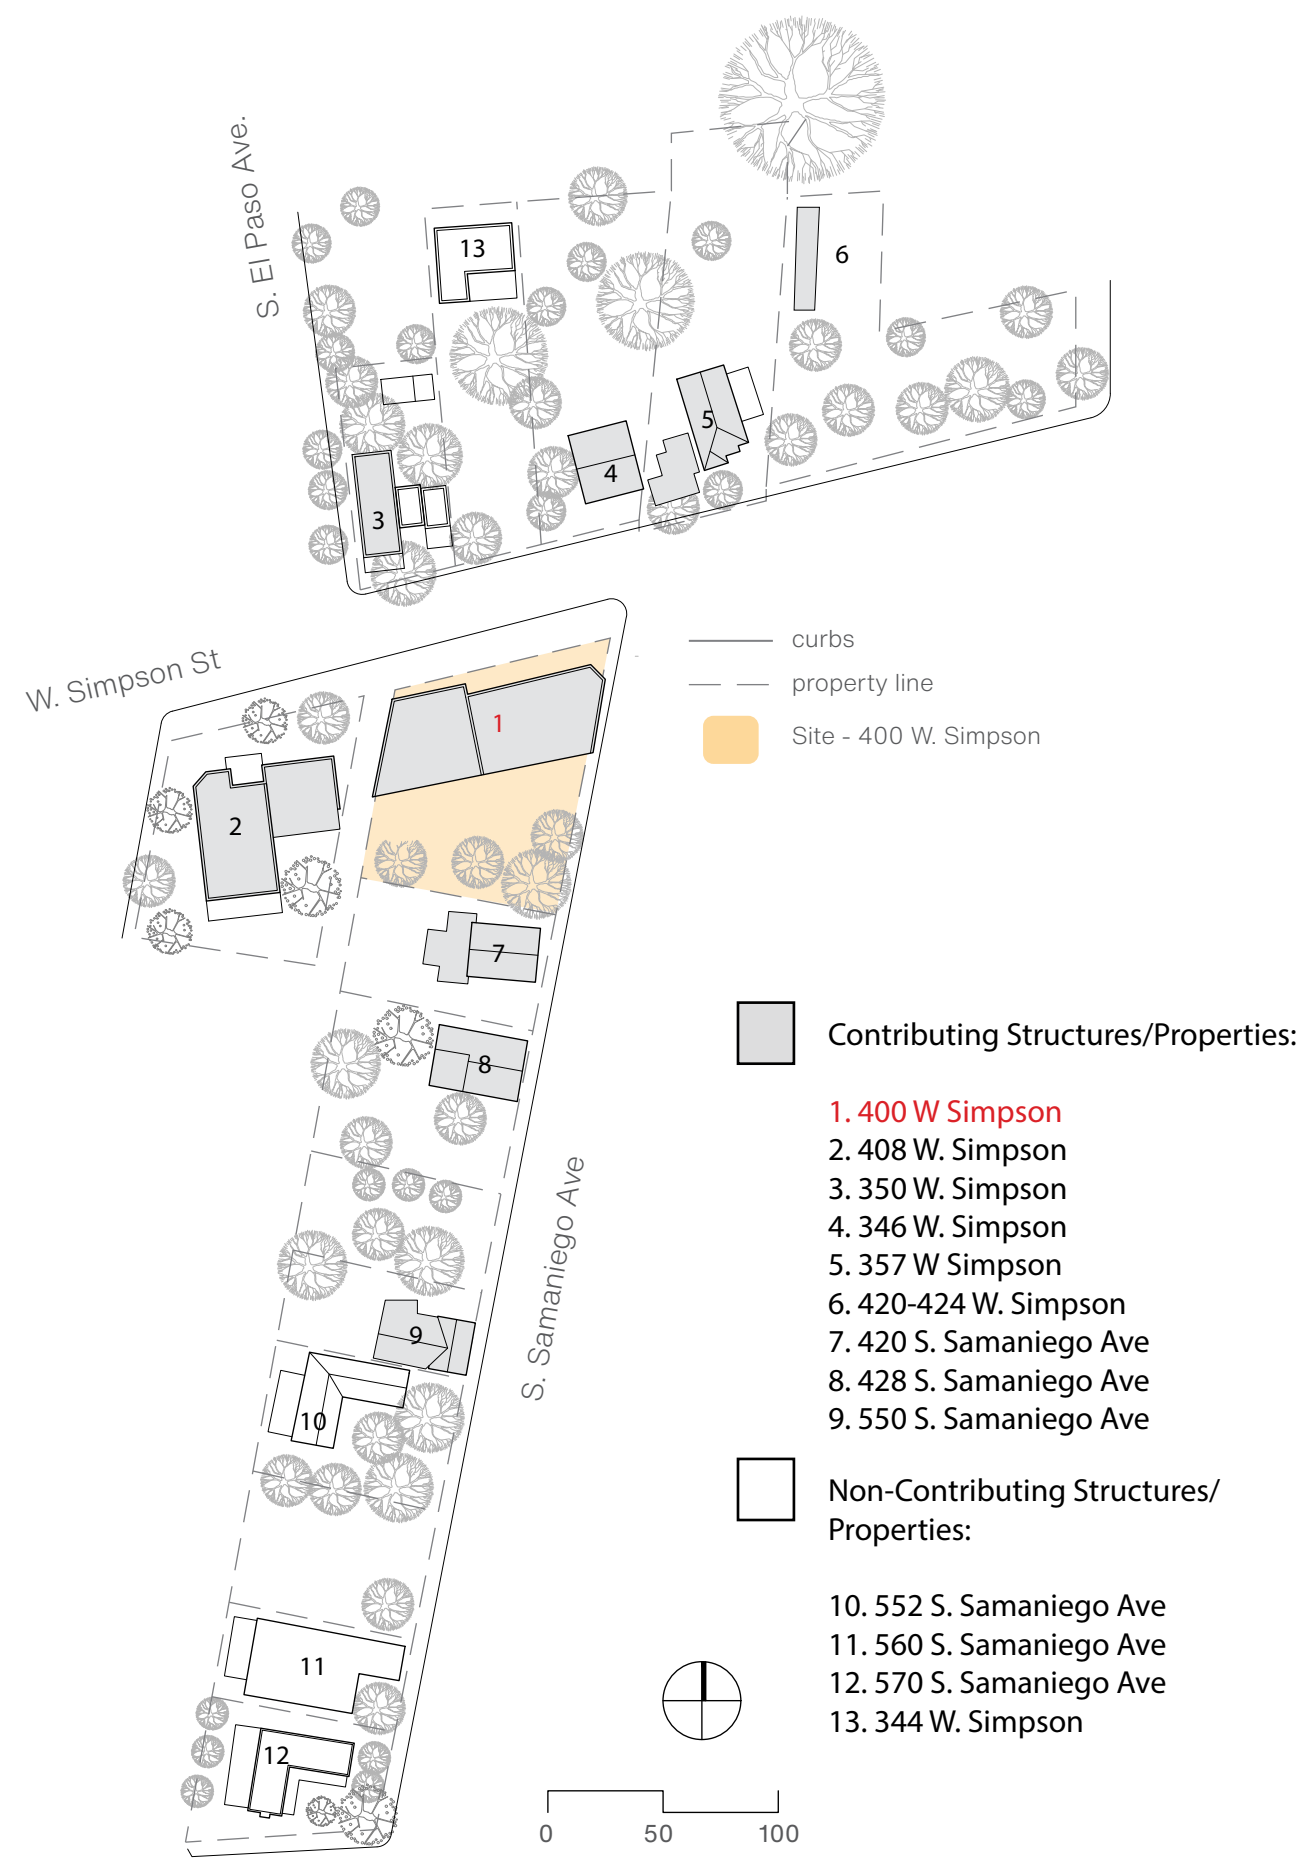 S. El Paso Ave.
13
6
5
4
3
W. Simpson St
curbs
property line
Site - 400 W. Simpson
1
2
7
8
9
10
11
12
S. Samaniego Ave
Contributing Structures/Properties:
1. 400 W Simpson
2. 408 W. Simpson
3. 350 W. Simpson
4. 346 W. Simpson
5. 357 W Simpson
6. 420-424 W. Simpson
7. 420 S. Samaniego Ave
8. 428 S. Samaniego Ave
9. 550 S. Samaniego Ave
Non-Contributing Structures/
Properties:
10. 552 S. Samaniego Ave
11. 560 S. Samaniego Ave
12. 570 S. Samaniego Ave
13. 344 W. Simpson
0 50 100